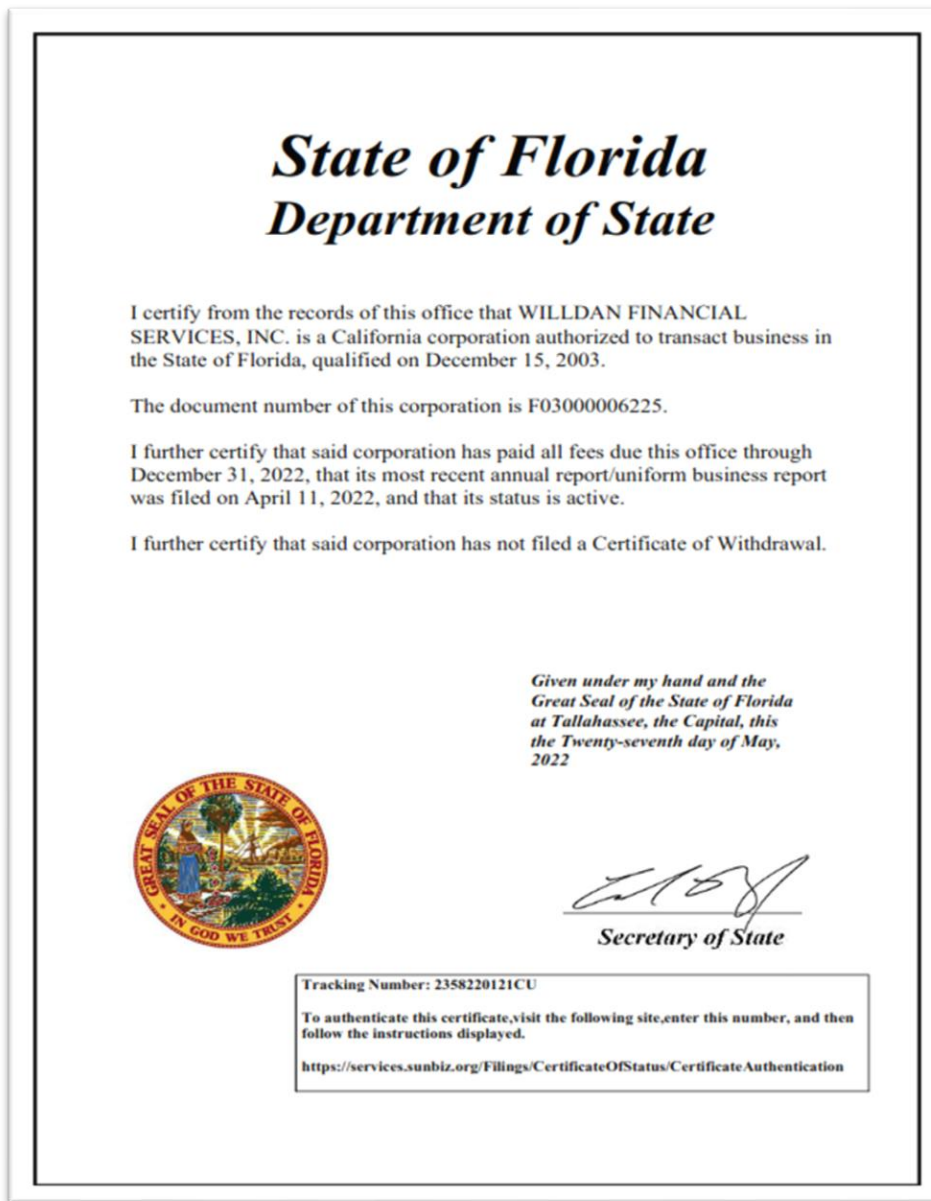 State of Florida
Department of State
I certify from the records of this office that WILLDAN FINANCIAL
SERVICES, INC. is a California corporation authorized to transact business in
the State of Florida, qualified on December 15, 2003.
The document number of this corporation is F03000006225.
I further certify that said corporation has paid all fees due this office through
December 31, 2022, that its most recent annual report/uniform business report
was filed on April 11, 2022, and that its status is active.
I further certify that said corporation has not filed a Certificate of Withdrawal.
Given under my hand and the
Great Seal of the State of Florida
at Tallahassee, the Capital, this
the Twenty-seventh day of May,
2022
GREAT SEAL OF THE STATE OF FLORIDA
IN GOD WE TRUST
Secretary of State
Tracking Number: 2358220121CU
To authenticate this certificate,visit the following site,enter this number, and then
follow the instructions displayed.
https://services.sunbiz.org/Filings/CertificateOfStatus/CertificateAuthentication